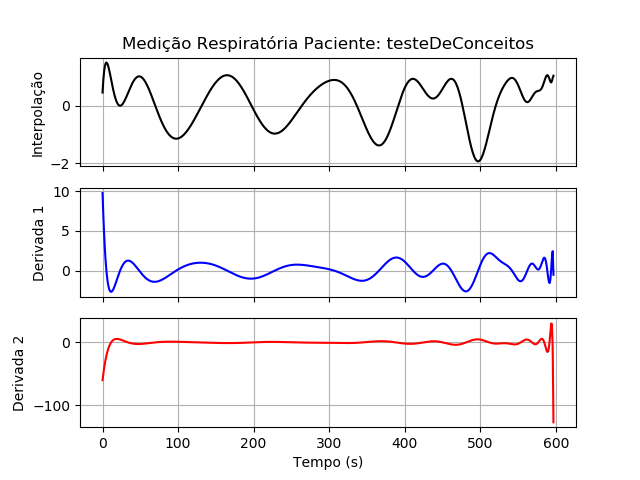 Medição Respiratória Paciente: testeDeConceitos
Interpolação
0
−2
Derivada 1
10
5
0
Derivada 2
0
−100
0 100 200 300 400 500 600
Tempo (s)